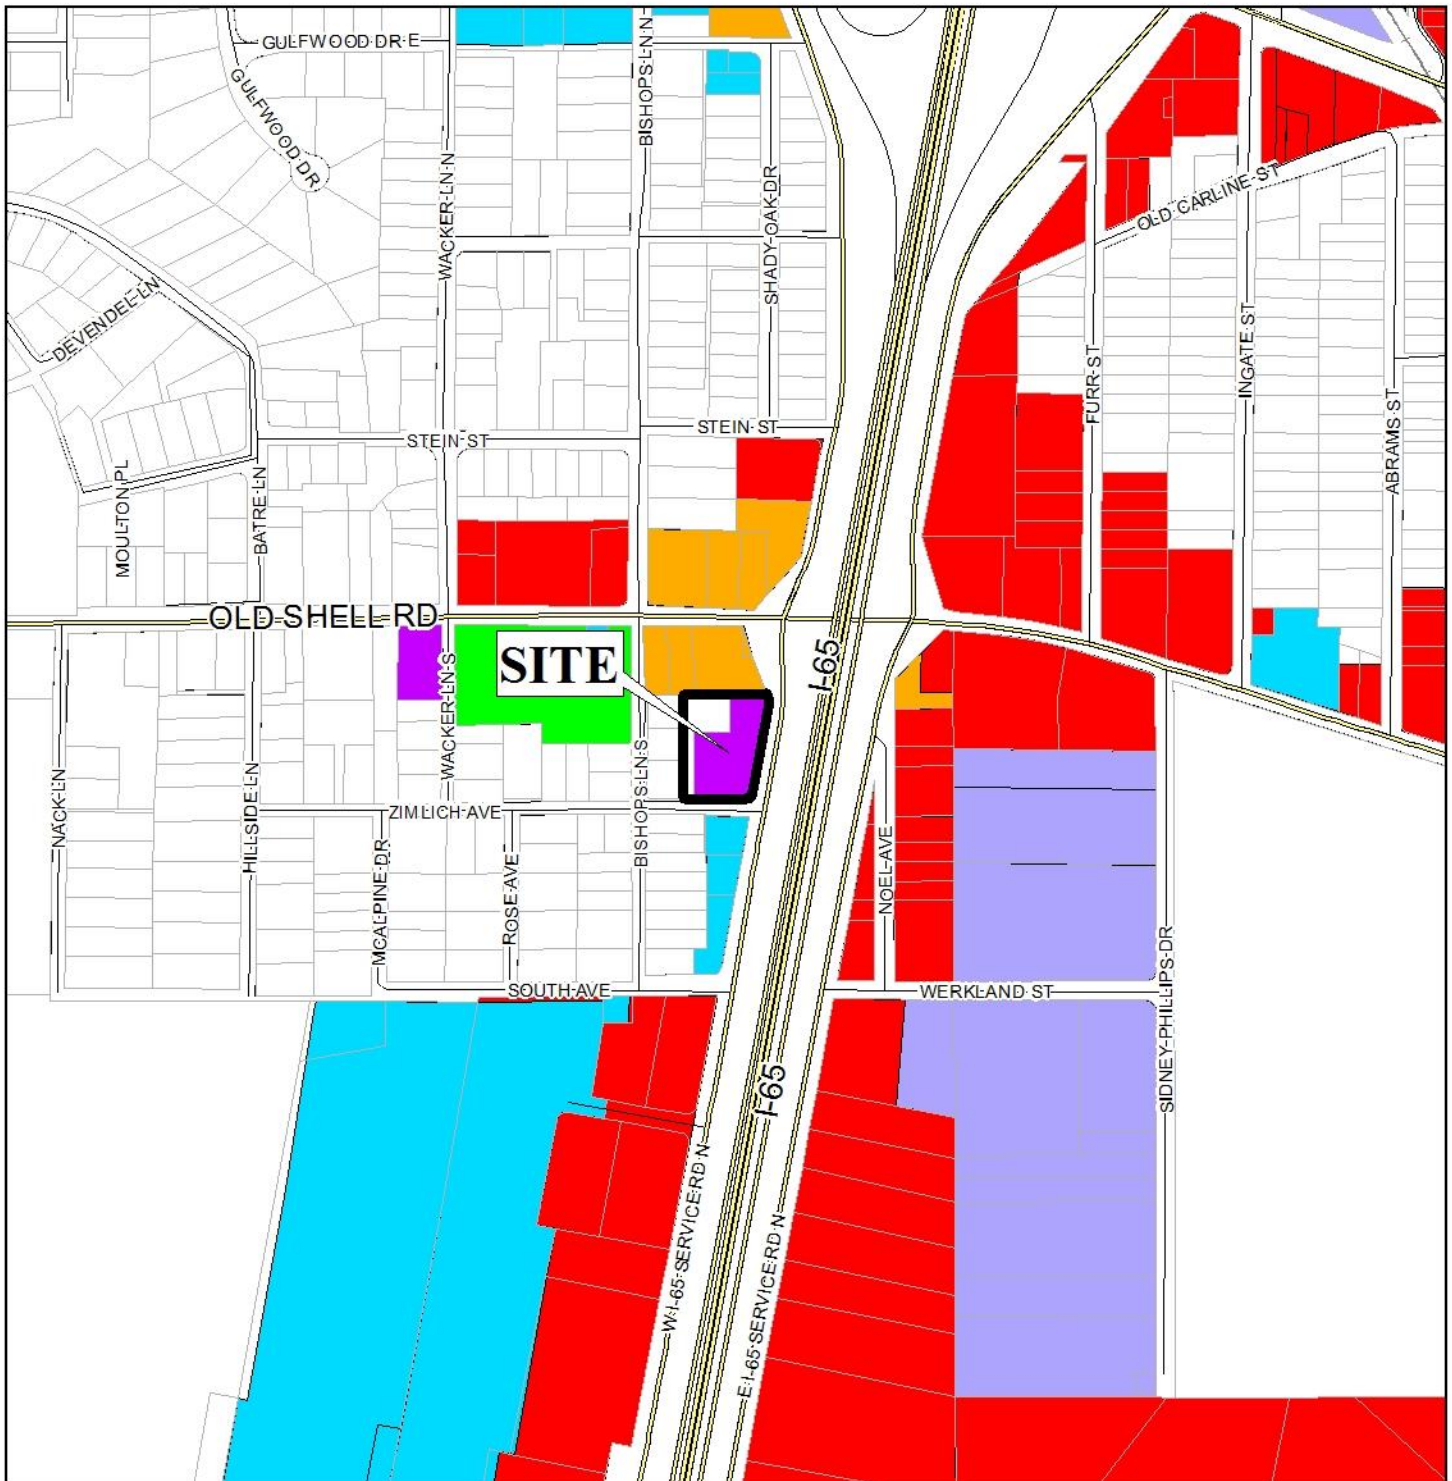 GULFWOOD DR E
GULFWOOD DR
BISHOPS LN N
WACKER LN N
SHADY OAK DR
OLD CARLINE ST
DEVENDEL LN
INGATE ST
FURR ST
ABRAMS ST
STEIN ST
STEIN ST
MOULTON PL
BATRE LN
OLD SHELL RD
I-65
SITE
WACKER LN S
BISHOPS LN S
NACK LN
HILLSIDE LN
ZIMLICH AVE
MCALPINE DR
ROSE AVE
NOEL AVE
SOUTH AVE
WERKLAND ST
SIDNEY PHILLIPS DR
I-65
W I-65 SERVICE RD N
E I-65 SERVICE RD N